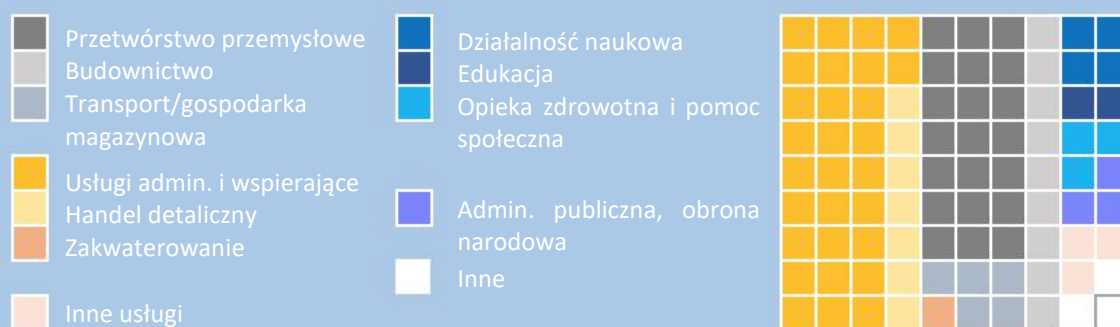 Przetwórstwo przemysłowe
Budownictwo
Transport/gospodarka
magazynowa
Usługi admin. i wspierające
Handel detaliczny
Zakwaterowanie
Inne usługi
Działalność naukowa
Edukacja
Opieka zdrowotna i pomoc
społeczna
Admin. publiczna, obrona
narodowa
Inne